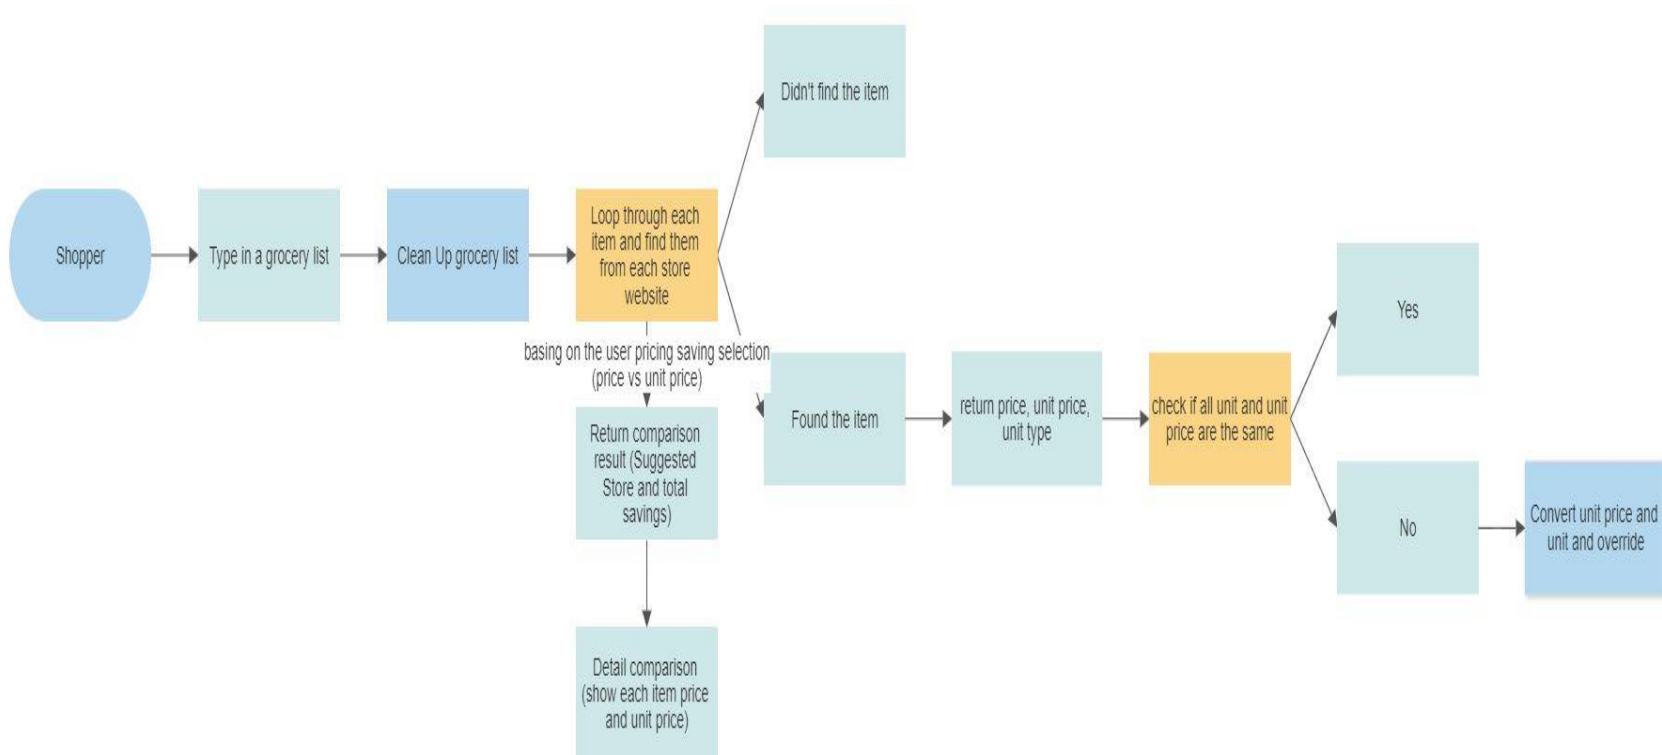 Didn't find the item
Shopper
Type in a grocery list
Clean Up grocery list
Loop through each
item and find them
from each store
website
basing on the user pricing saving selection
(price vs unit price)
Found the item
return price, unit price,
unit type
check if all unit and unit
price are the same
Yes
No
Convert unit price and
unit and override
Return comparison
result (Suggested
Store and total
savings)
Detail comparison
(show each item price
and unit price)